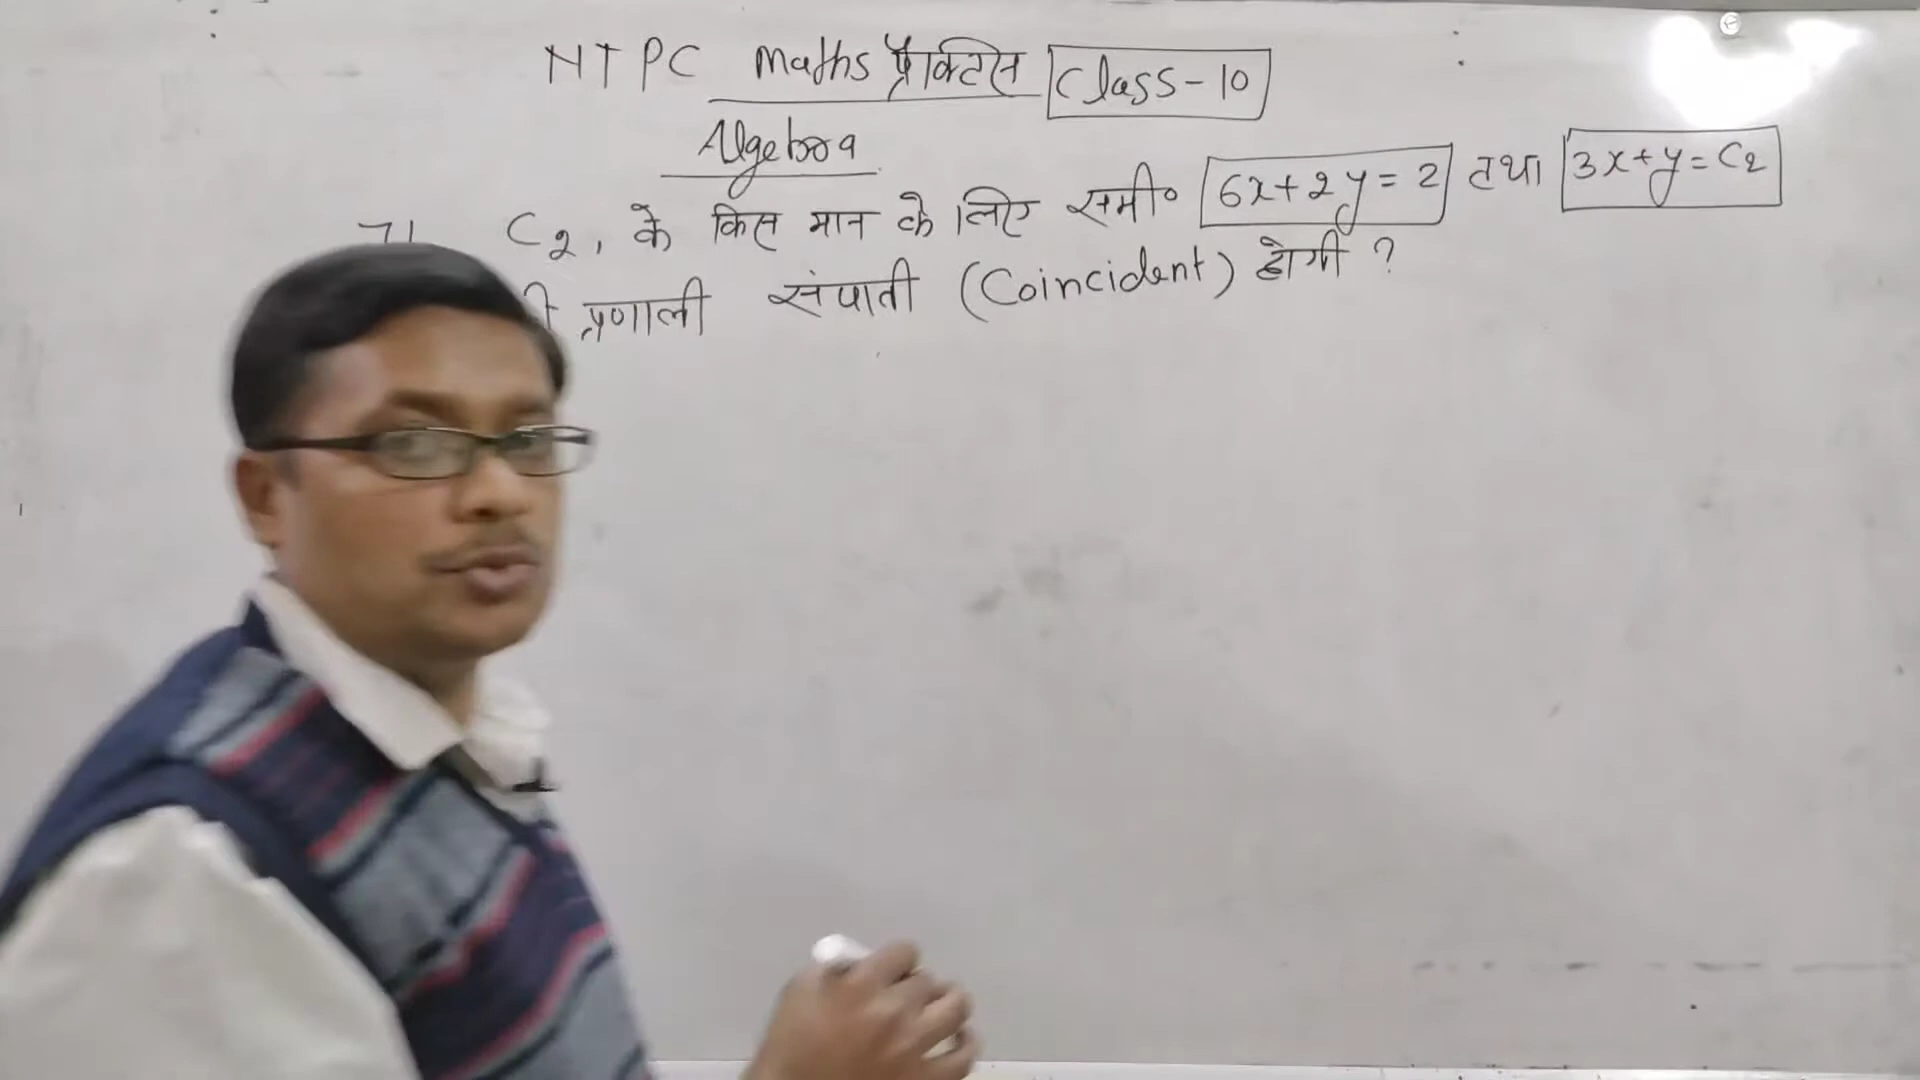 NTPC Maths प्रैक्टिस Class-10
Algebra
71 C₂, के किस मान के लिए समी० 6x+2y=2 तथा 3x+y=C₂
की प्रणाली संपाती (Coincident) होगी ?